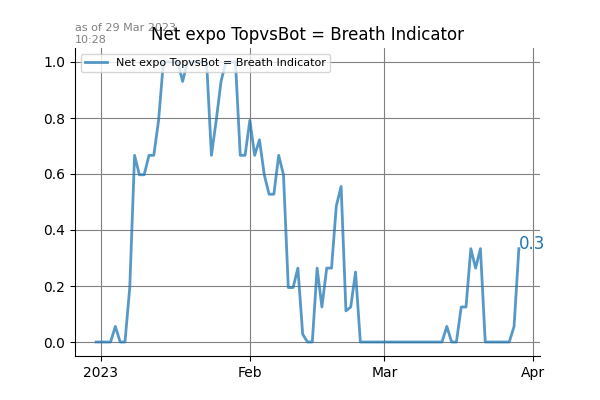 as of 29 Mar 2023
10:28
Net expo TopvsBot = Breath Indicator
Net expo TopvsBot = Breath Indicator
1.0
0.8
0.6
0.4
0.2
0.0
0.3
2023 Feb Mar Apr